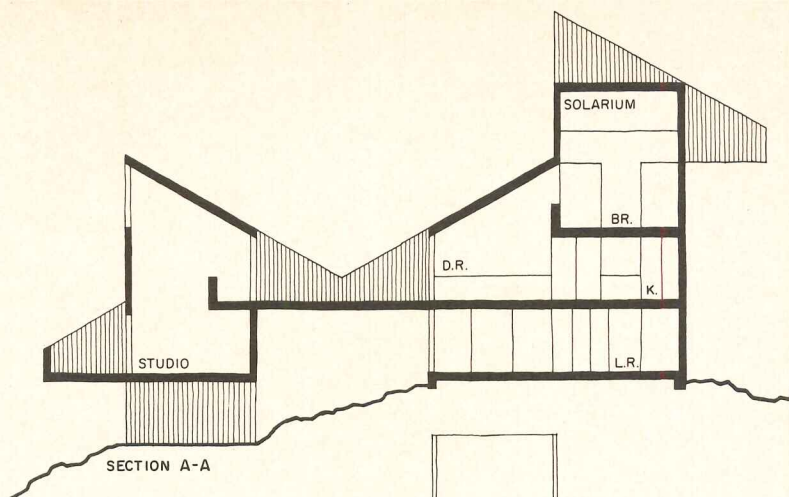 SOLARIUM
BR.
D.R.
K.
STUDIO
L.R.
SECTION A-A